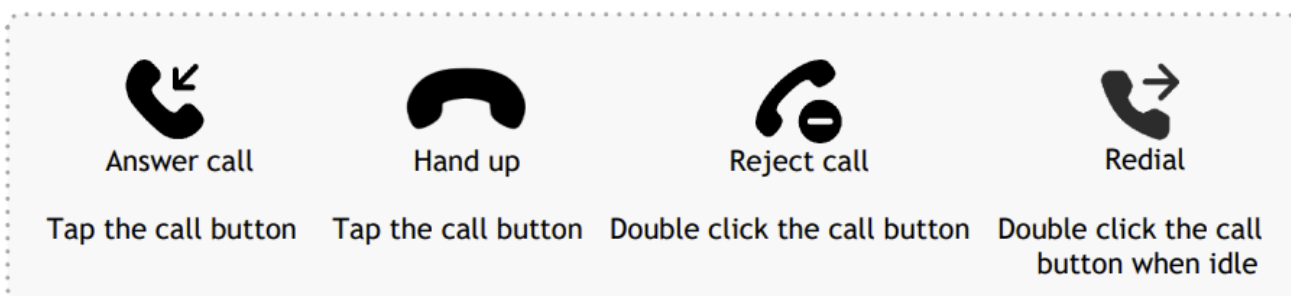 Answer call
Hand up
Reject call
Redial
Tap the call button
Tap the call button
Double click the call button
Double click the call
button when idle